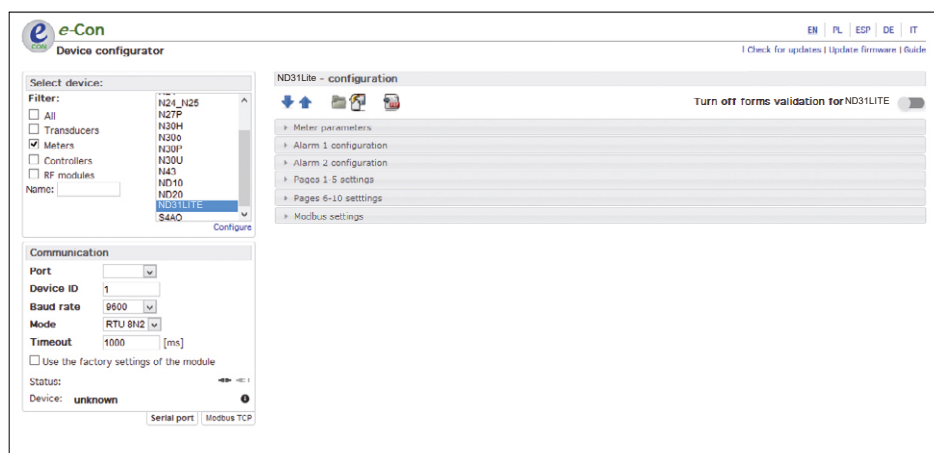 e-Con
EN PL ESP DE IT
CON
Device configurator
| Check for updates | Update firmware | Guide
Select device:
Filter:
All
Transducers
Meters
Controllers
RF modules
Name:
N24_N25
N27P
N30H
N30o
N30P
N30U
N43
ND10
ND20
ND31LITE
S4AO
Configure
Communication
Port
Device ID 1
Baud rate 9600
Mode RTU 8N2
Timeout 1000 [ms]
Use the factory settings of the module
Status:
Device: unknown
Serial port Modbus TCP
ND31Lite - configuration
Turn off forms validation for ND31LITE
Meter parameters
Alarm 1 configuration
Alarm 2 configuration
Pages 1-5 settings
Pages 6-10 setttings
Modbus settings